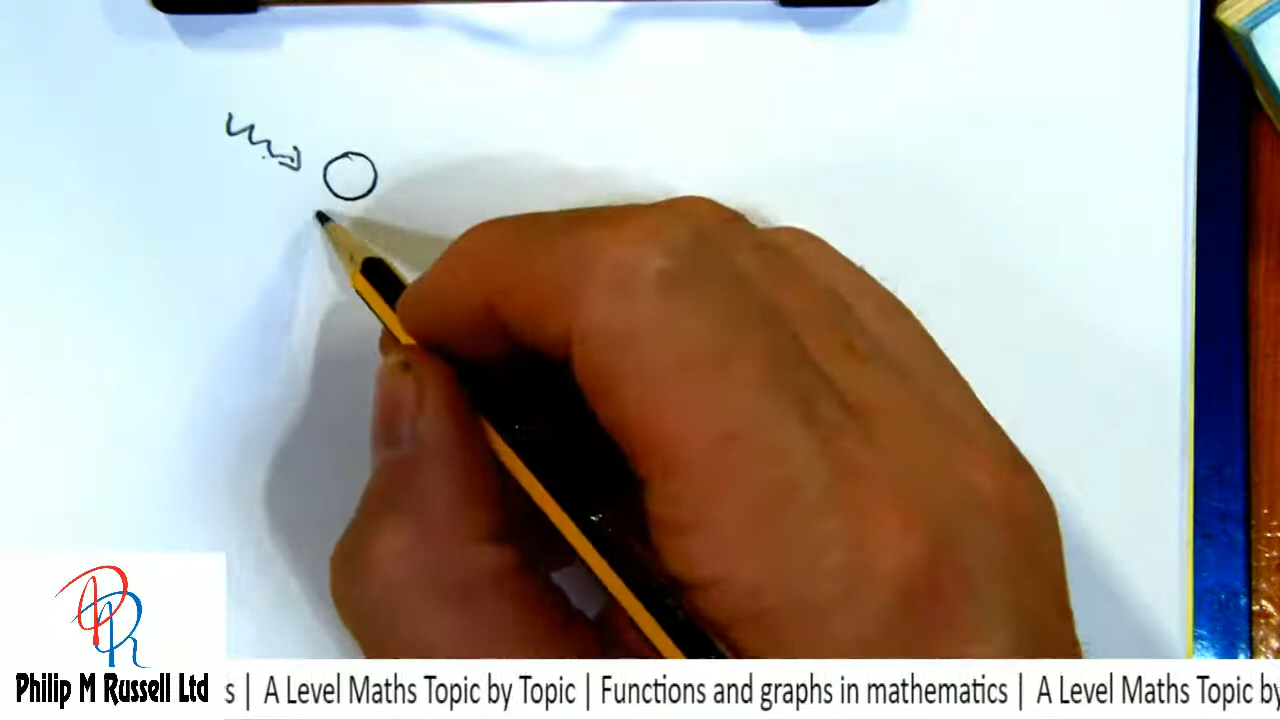 Philip M Russell Ltd
s | A Level Maths Topic by Topic | Functions and graphs in mathematics | A Level Maths Topic by